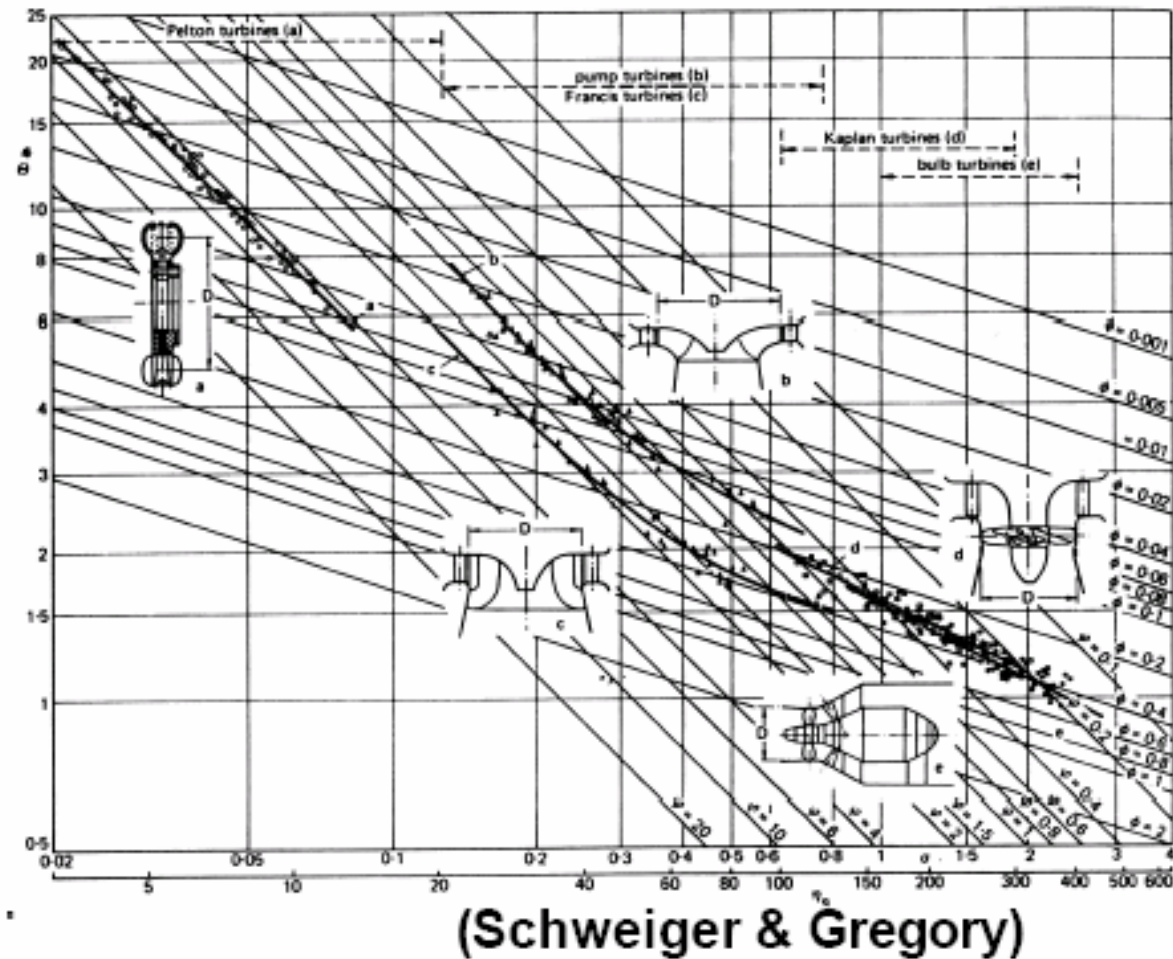 25
Pelton turbines (a)
20
pump turbines (b)
Francis turbines (c)
15
Kaplan turbines (d)
bulb turbines (e)
10
8
b
D
D
a
6
φ = 0·001
c
b
a
4
φ = 0·005
= 0·01
3
φ = 0·02
D
2
d
d
φ = 0·04
φ = 0·06
φ = 0·08
D
φ = 0·1
1·5
c
φ = 0·2
ψ = 0·1
1
φ = 0·4
ψ = 0·2
D
e
φ = 0·6
φ = 0·8
e
φ = 1
ψ = 0·4
ψ = 0·6
φ = 2
ψ = 20
ψ = 10
ψ = 6
ψ = 4
ψ = 2
ψ = 1·5
ψ = 1
ψ = 0·8
0·5
0·02 0·05 0·1 0·2 0·3 0·4 0·5 0·6 0·8 1 σ 1·5 2 3 4
5 10 20 40 60 80 100 150 200 300 400 500 600
(Schweiger & Gregory)